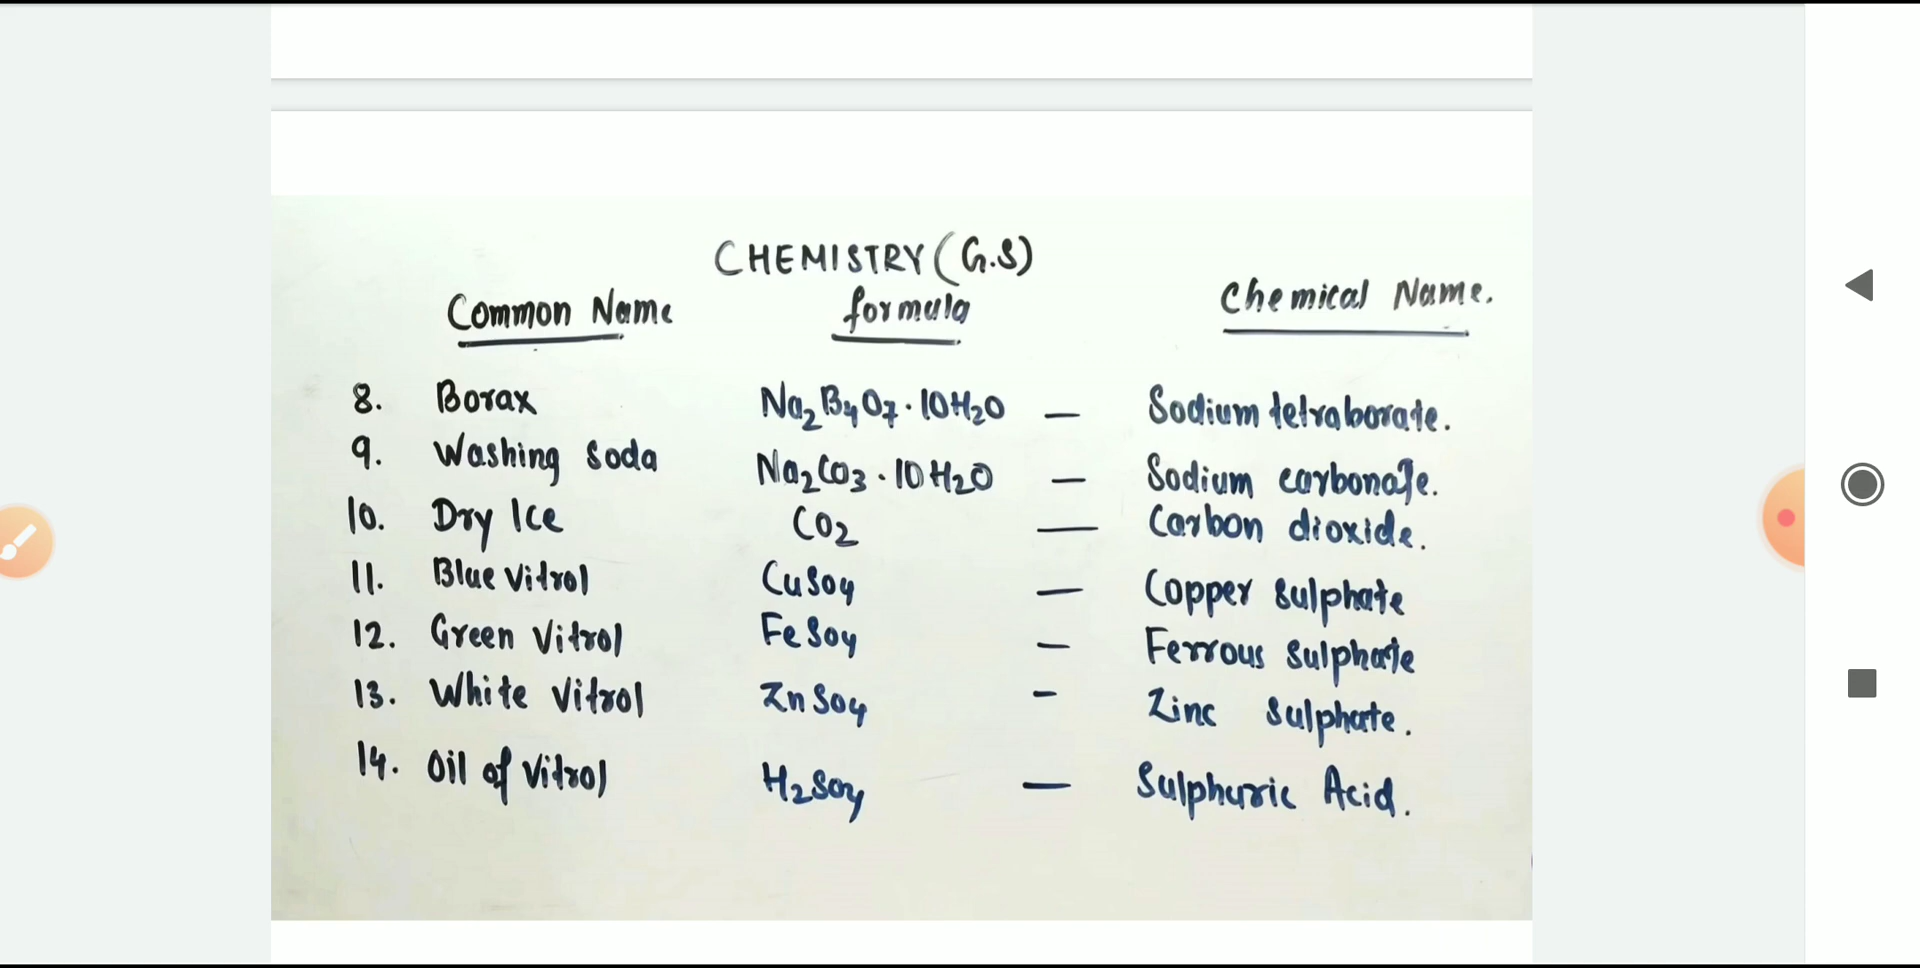 CHEMISTRY (G.S)
Common Name formula Chemical Name.
8. Borax Na2B4O7.10H2O — Sodium tetraborate.
9. Washing Soda Na2CO3.10H2O — Sodium carbonate.
10. Dry Ice CO2 — Carbon dioxide.
11. Blue Vitrol CuSO4 — Copper Sulphate
12. Green Vitrol FeSO4 — Ferrous Sulphate
13. White Vitrol ZnSO4 – Zinc Sulphate.
14. Oil of Vitrol H2SO4 — Sulphuric Acid.